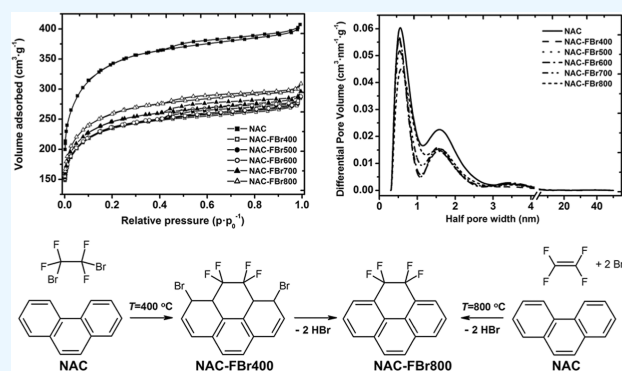 400
350
300
250
200
150
100
0.0 0.2 0.4 0.6 0.8 1.0
Volume adsorbed (cm³·g⁻¹)
Relative pressure (p·p₀⁻¹)
NAC
NAC-FBr400
NAC-FBr500
NAC-FBr600
NAC-FBr700
NAC-FBr800
0.07
0.06
0.05
0.04
0.03
0.02
0.01
0.00
0 1 2 3 4 20 40
Differential Pore Volume (cm³·nm⁻¹·g⁻¹)
Half pore width (nm)
NAC
NAC-FBr400
NAC-FBr500
NAC-FBr600
NAC-FBr700
NAC-FBr800
F F
F Br
Br F
NAC
T=400 °C
F F
F F
Br Br
NAC-FBr400
- 2 HBr
F F
F F
NAC-FBr800
T=800 °C
- 2 HBr
F F
F F
+ 2 Br
NAC